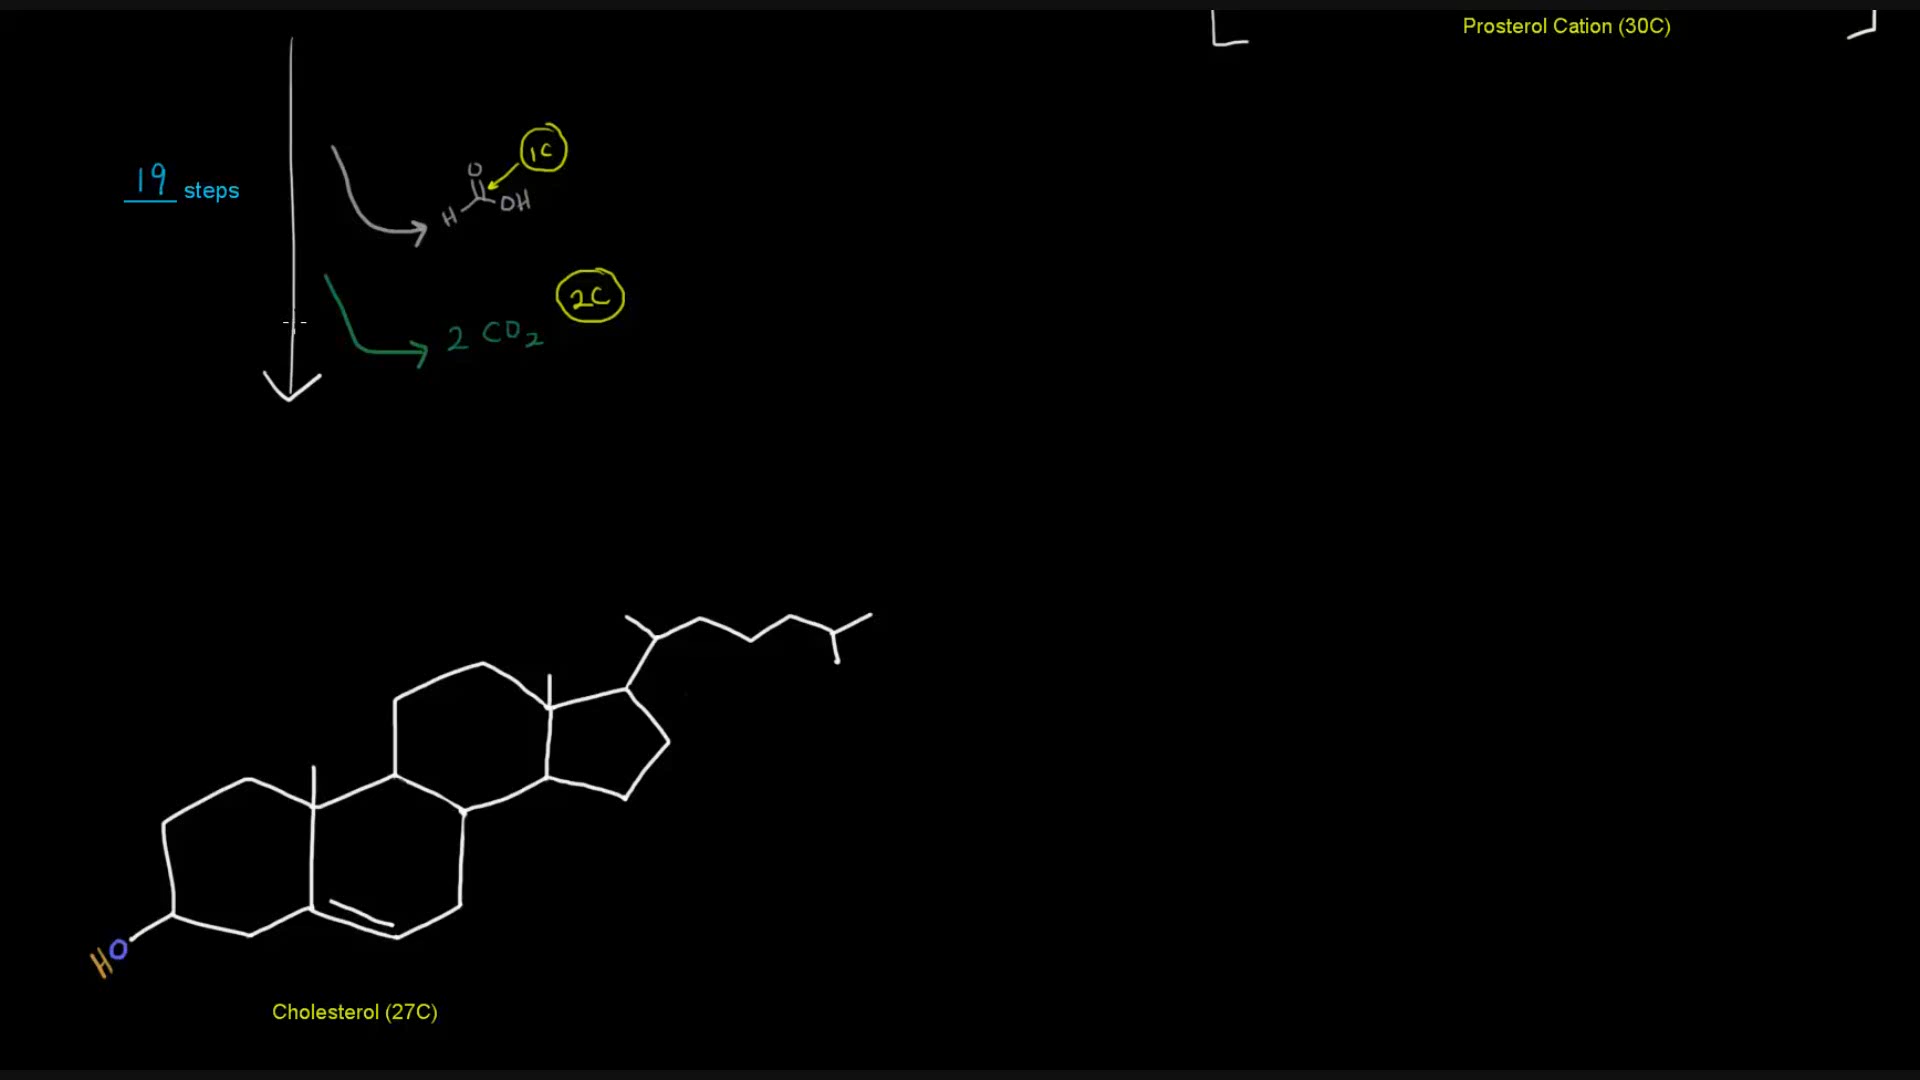 Prosterol Cation (30C)
19 steps
1C
O
H OH
2C
2 CO2
HO
Cholesterol (27C)